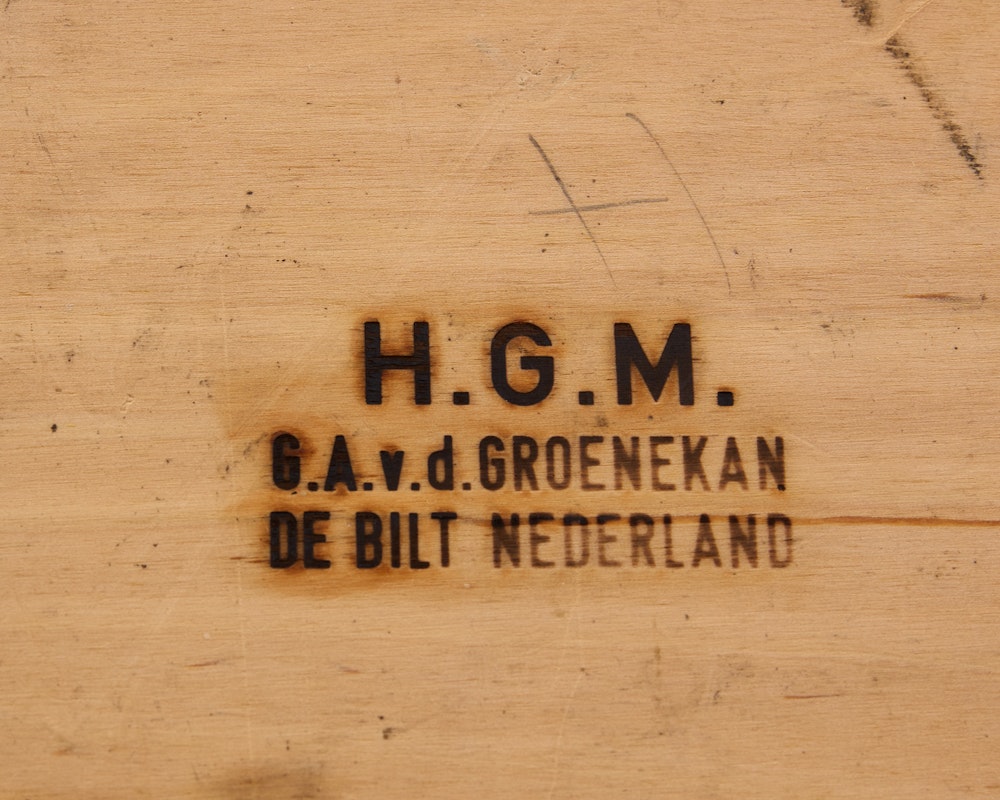 H.G.M.
G.A.v.d.GROENEKAN
DE BILT NEDERLAND